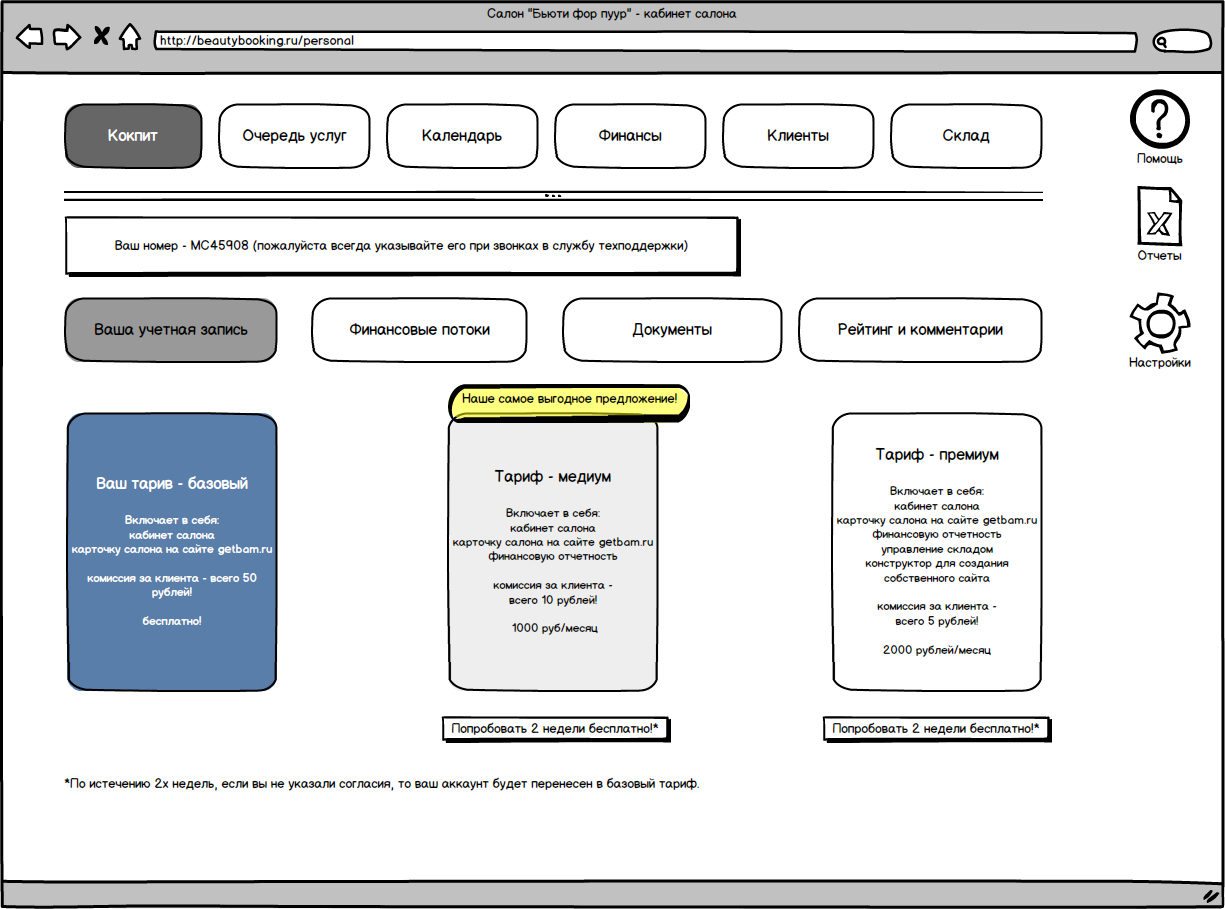 Салон "Бьюти фор пуур" - кабинет салона
http://beautybooking.ru/personal
Кокпит
Очередь услуг
Календарь
Финансы
Клиенты
Склад
Помощь
Отчеты
Настройки
Ваш номер - МС45908 (пожалуйста всегда указывайте его при звонках в службу техподдержки)
Ваша учетная запись
Финансовые потоки
Документы
Рейтинг и комментарии
Ваш тарив - базовый
Включает в себя:
кабинет салона
карточку салона на сайте getbam.ru
комиссия за клиента - всего 50
рублей!
бесплатно!
Наше самое выгодное предложение!
Тариф - медиум
Включает в себя:
кабинет салона
карточку салона на сайте getbam.ru
финансовую отчетность
комиссия за клиента -
всего 10 рублей!
1000 руб/месяц
Попробовать 2 недели бесплатно!*
Тариф - премиум
Включает в себя:
кабинет салона
карточку салона на сайте getbam.ru
финансовую отчетность
управление складом
конструктор для создания
собственного сайта
комиссия за клиента -
всего 5 рублей!
2000 рублей/месяц
Попробовать 2 недели бесплатно!*
*По истечению 2х недель, если вы не указали согласия, то ваш аккаунт будет перенесен в базовый тариф.